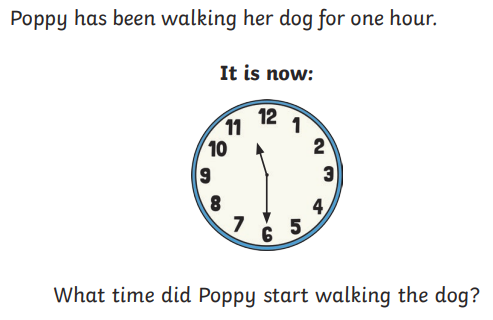 Poppy has been walking her dog for one hour.
It is now:
12
11 1
10 2
9 3
8 4
7 5
6
What time did Poppy start walking the dog?